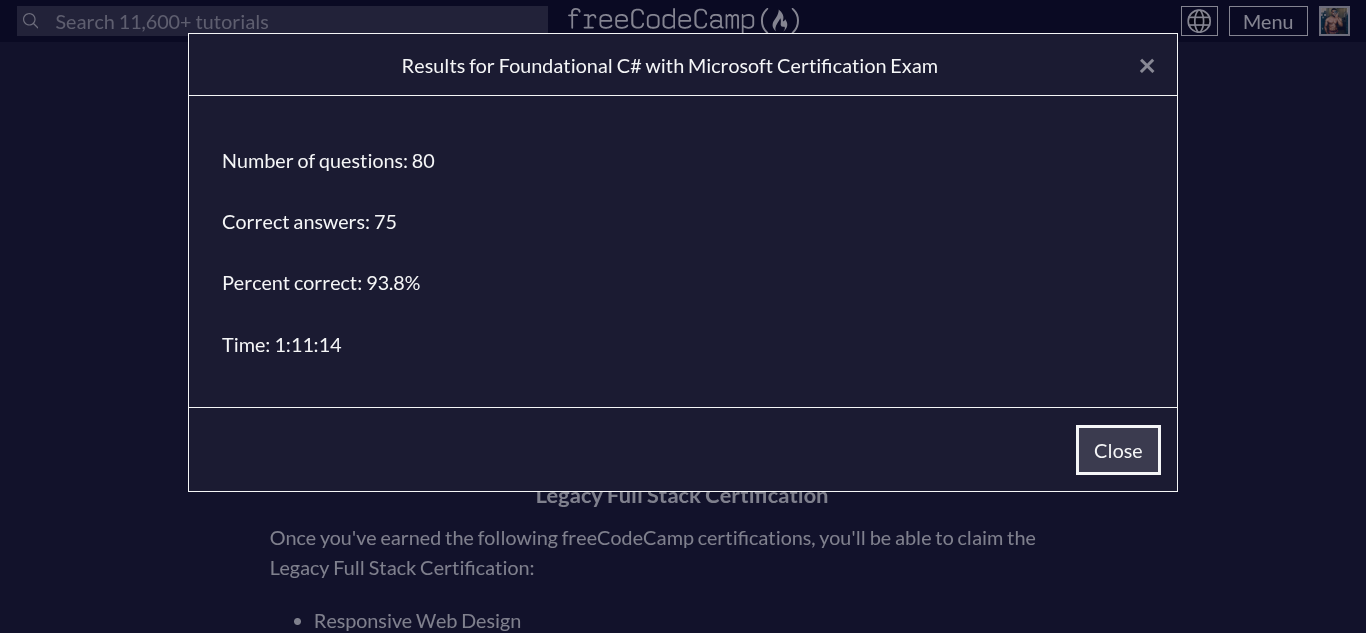 Search 11,600+ tutorials
freeCodeCamp
Menu
Results for Foundational C# with Microsoft Certification Exam
×
Number of questions: 80
Correct answers: 75
Percent correct: 93.8%
Time: 1:11:14
Close
Legacy Full Stack Certification
Once you've earned the following freeCodeCamp certifications, you'll be able to claim the
Legacy Full Stack Certification:
• Responsive Web Design